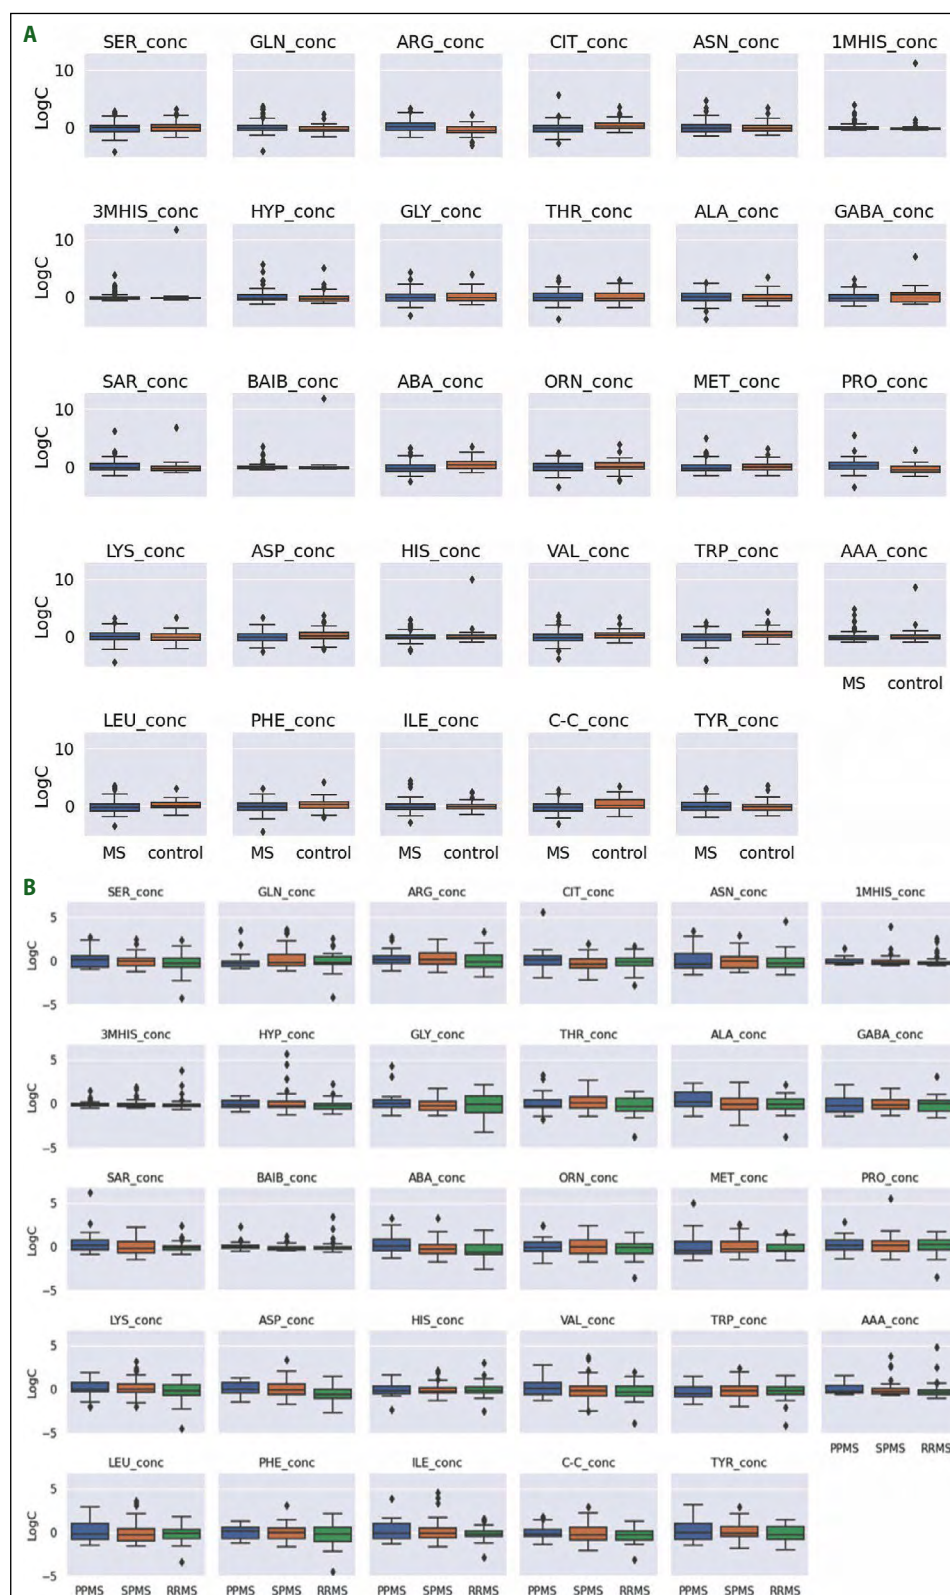 A
SER_conc GLN_conc ARG_conc CIT_conc ASN_conc 1MHIS_conc
10
LogC
0
3MHIS_conc HYP_conc GLY_conc THR_conc ALA_conc GABA_conc
10
LogC
0
SAR_conc BAIB_conc ABA_conc ORN_conc MET_conc PRO_conc
10
LogC
0
LYS_conc ASP_conc HIS_conc VAL_conc TRP_conc AAA_conc
10
LogC
0
MS control
LEU_conc PHE_conc ILE_conc C-C_conc TYR_conc
10
LogC
0
MS control MS control MS control MS control MS control
B
SER_conc GLN_conc ARG_conc CIT_conc ASN_conc 1MHIS_conc
5
LogC
0
−5
3MHIS_conc HYP_conc GLY_conc THR_conc ALA_conc GABA_conc
5
LogC
0
−5
SAR_conc BAIB_conc ABA_conc ORN_conc MET_conc PRO_conc
5
LogC
0
−5
LYS_conc ASP_conc HIS_conc VAL_conc TRP_conc AAA_conc
5
LogC
0
−5
PPMS SPMS RRMS
LEU_conc PHE_conc ILE_conc C-C_conc TYR_conc
5
LogC
0
−5
PPMS SPMS RRMS PPMS SPMS RRMS PPMS SPMS RRMS PPMS SPMS RRMS PPMS SPMS RRMS